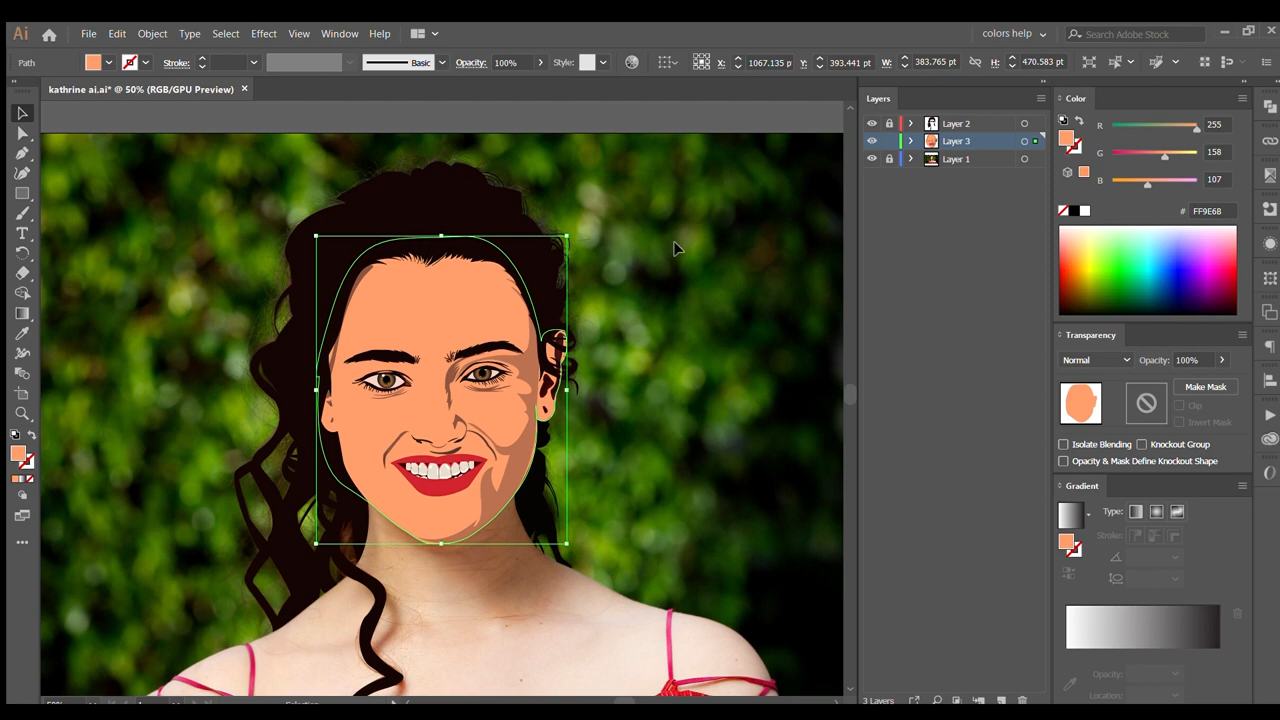 Ai File Edit Object Type Select Effect View Window Help colors help Search Adobe Stock
Path Stroke: Basic Opacity: 100% Style: X: 1067.135 p Y: 393.441 pt W: 383.765 pt H: 470.583 pt
kathrine ai.ai* @ 50% (RGB/GPU Preview)
Layers
Layer 2
Layer 3
Layer 1
3 Layers
Color
R 255
G 158
B 107
# FF9E6B
Transparency
Normal Opacity: 100%
Make Mask
Clip
Invert Mask
Isolate Blending Knockout Group
Opacity & Mask Define Knockout Shape
Gradient
Type:
Stroke:
Opacity:
Location: